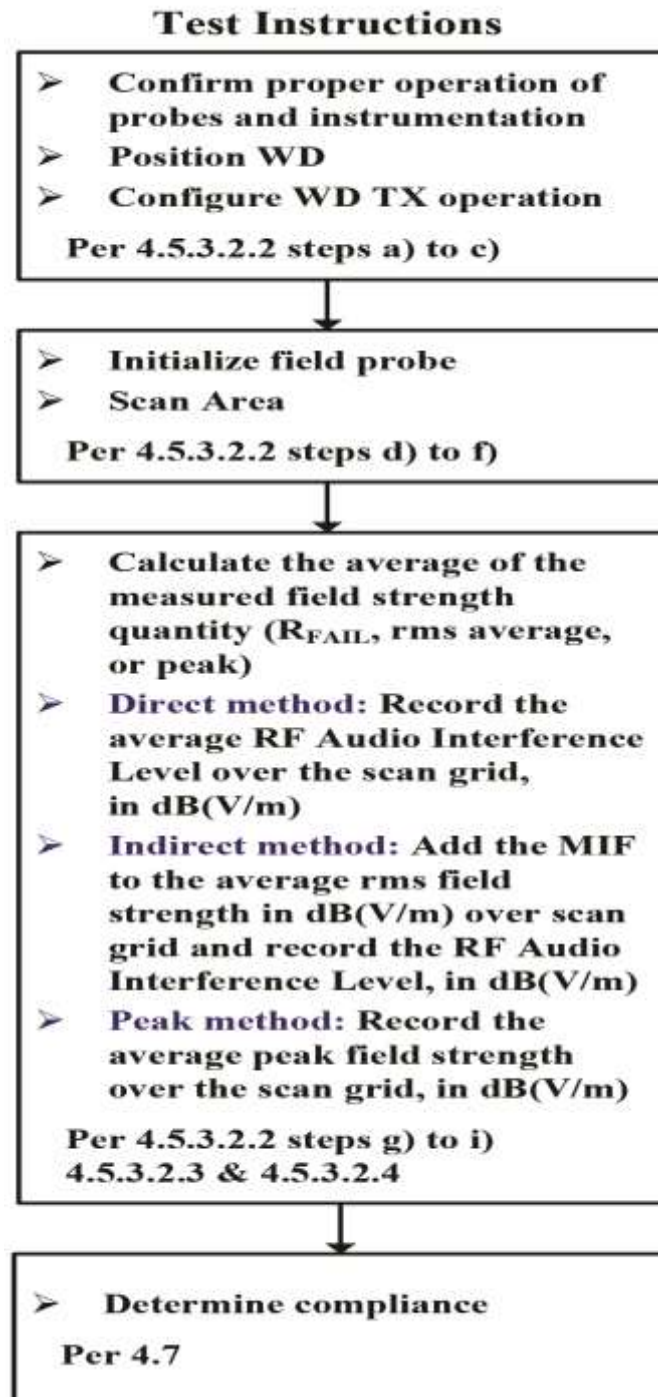 Test Instructions
➢ Confirm proper operation of
probes and instrumentation
➢ Position WD
➢ Configure WD TX operation
Per 4.5.3.2.2 steps a) to c)
➢ Initialize field probe
➢ Scan Area
Per 4.5.3.2.2 steps d) to f)
➢ Calculate the average of the
measured field strength
quantity (RFAIL, rms average,
or peak)
➢ Direct method: Record the
average RF Audio Interference
Level over the scan grid,
in dB(V/m)
➢ Indirect method: Add the MIF
to the average rms field
strength in dB(V/m) over scan
grid and record the RF Audio
Interference Level, in dB(V/m)
➢ Peak method: Record the
average peak field strength
over the scan grid, in dB(V/m)
Per 4.5.3.2.2 steps g) to i)
4.5.3.2.3 & 4.5.3.2.4
➢ Determine compliance
Per 4.7